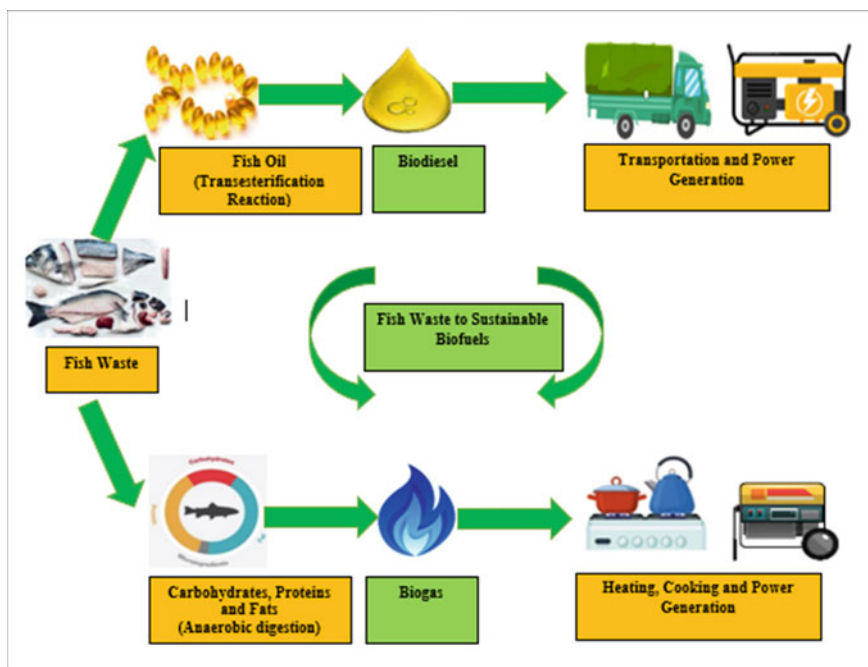 Fish Oil
(Transesterification
Reaction)
Biodiesel
Transportation and Power
Generation
Fish Waste to Sustainable
Biofuels
Fish Waste
Carbohydrates
Carbohydrates, Proteins
and Fats
(Anaerobic digestion)
Biogas
Heating, Cooking and Power
Generation